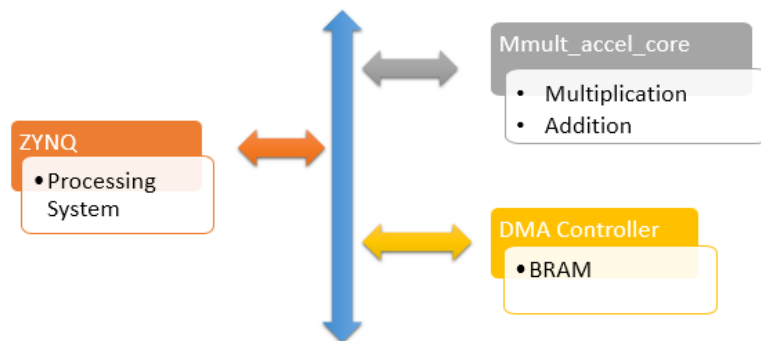 Mmult_accel_core
• Multiplication
• Addition
ZYNQ
•Processing
System
DMA Controller
•BRAM